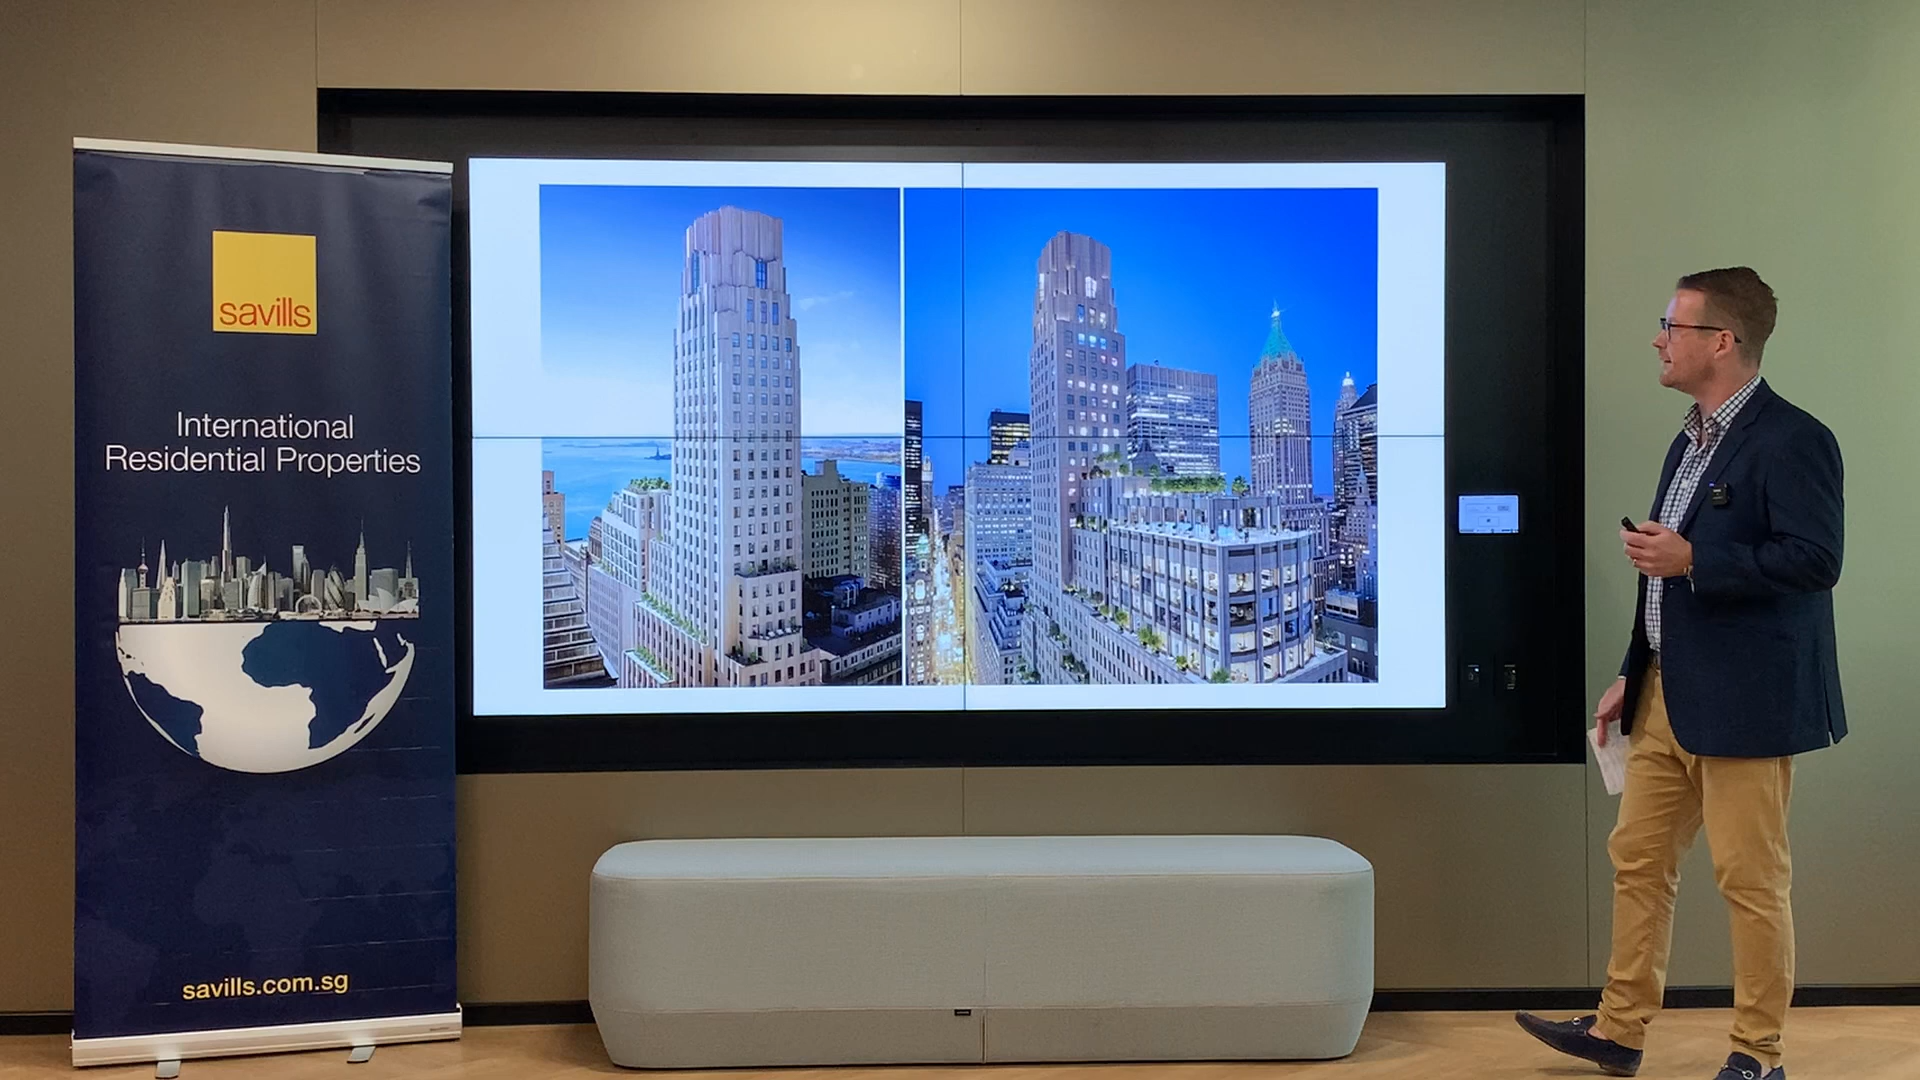 savills
International
Residential Properties
savills.com.sg